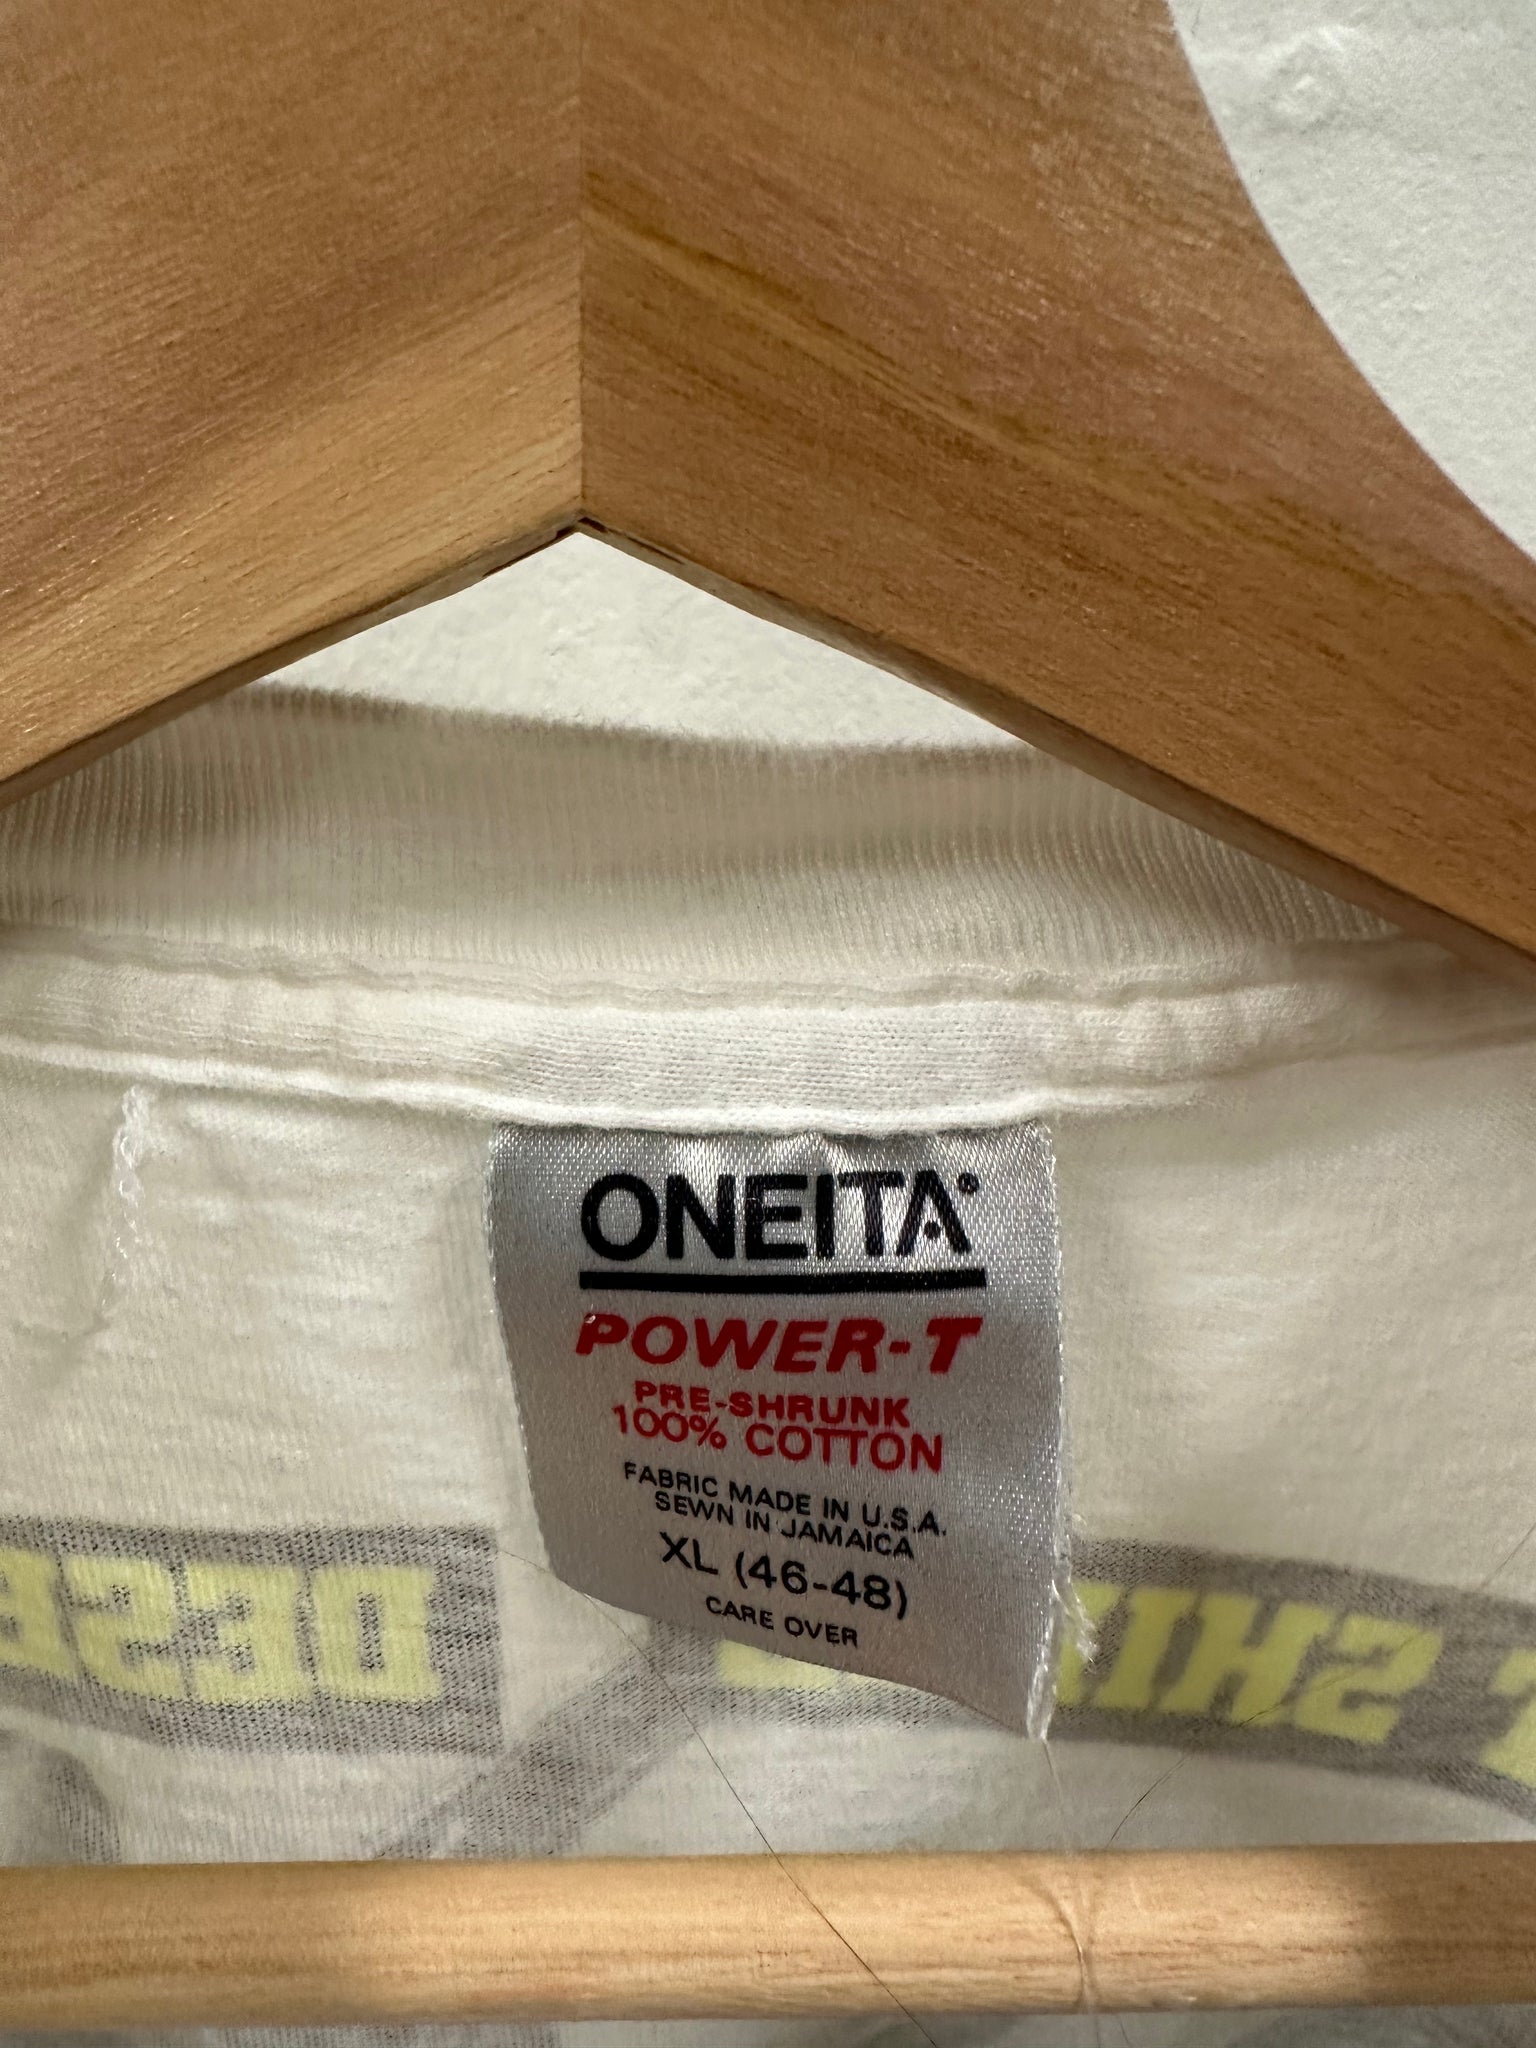 ONEITA®
POWER-T
PRE-SHRUNK
100% COTTON
FABRIC MADE IN U.S.A.
SEWN IN JAMAICA
XL (46-48)
CARE OVER